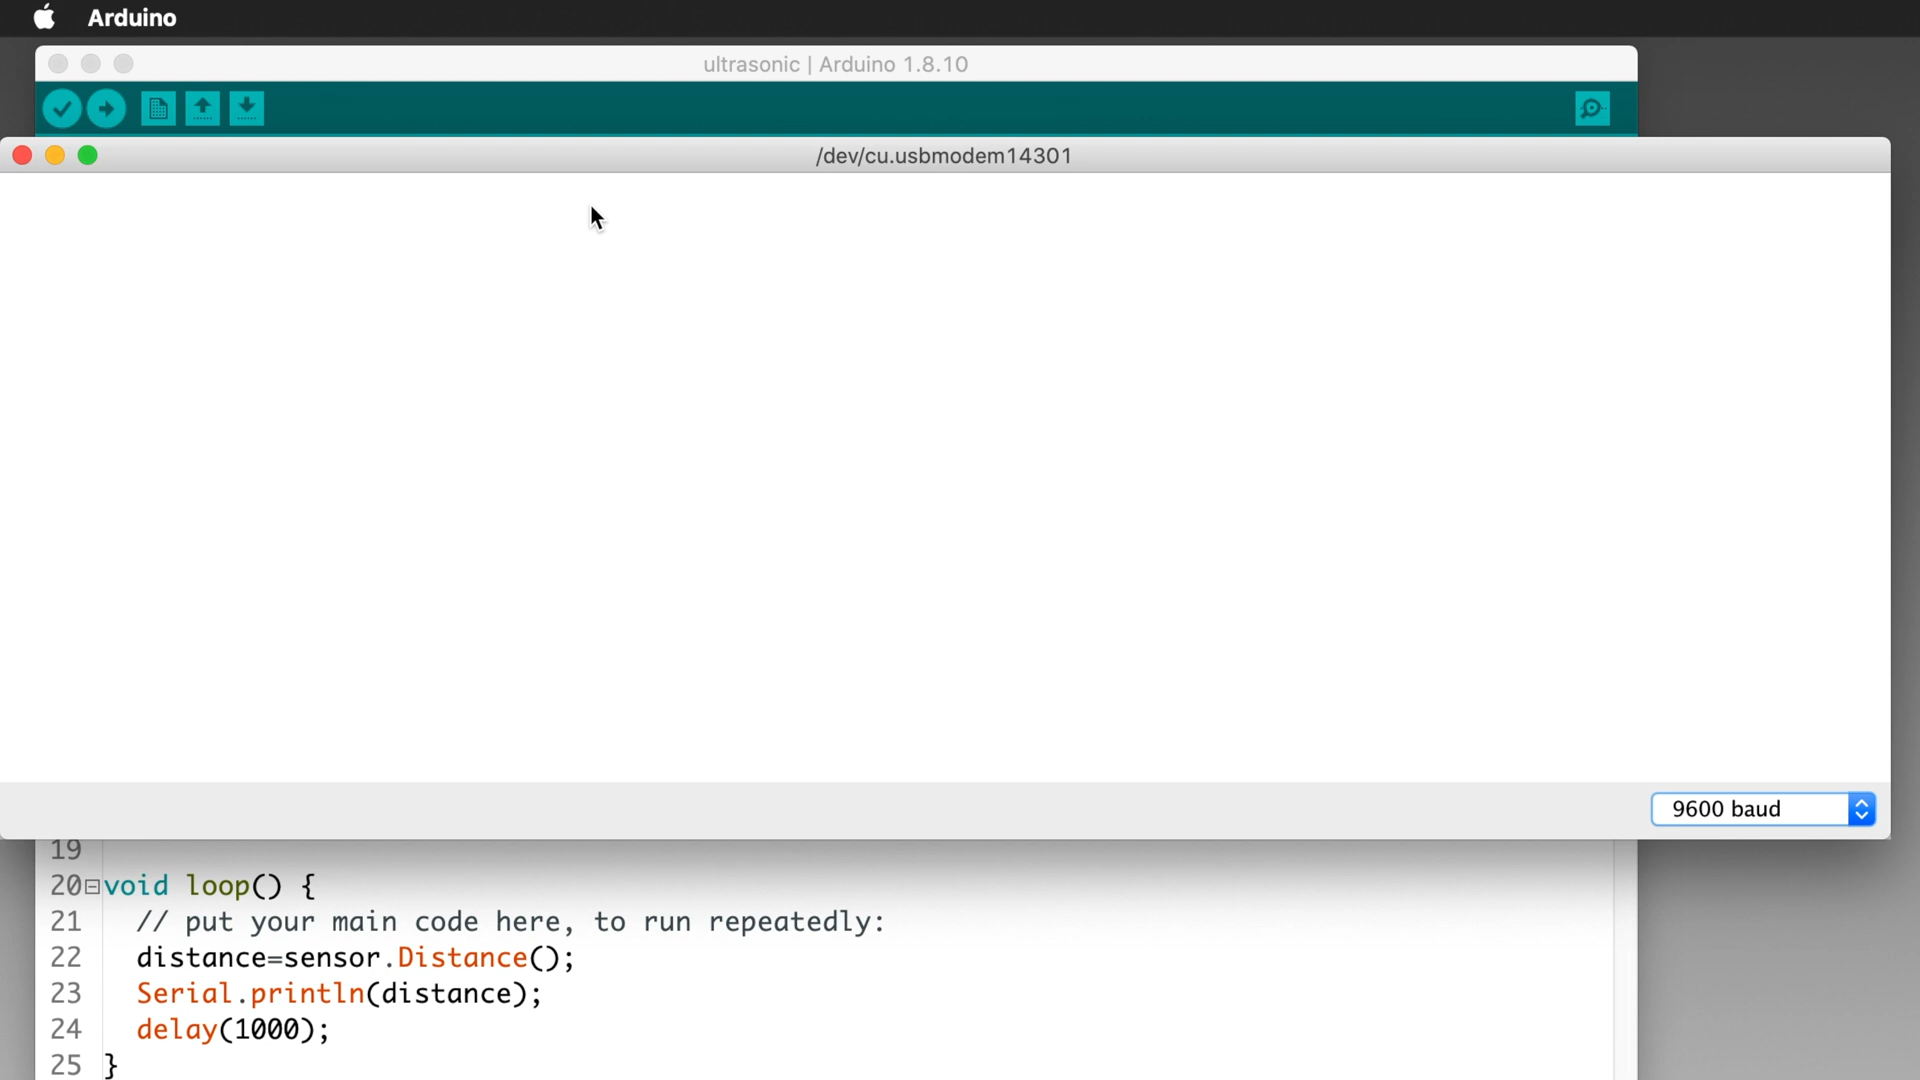 Arduino
ultrasonic | Arduino 1.8.10
/dev/cu.usbmodem14301
9600 baud
19
20 void loop() {
21 // put your main code here, to run repeatedly:
22 distance=sensor.Distance();
23 Serial.println(distance);
24 delay(1000);
25 }